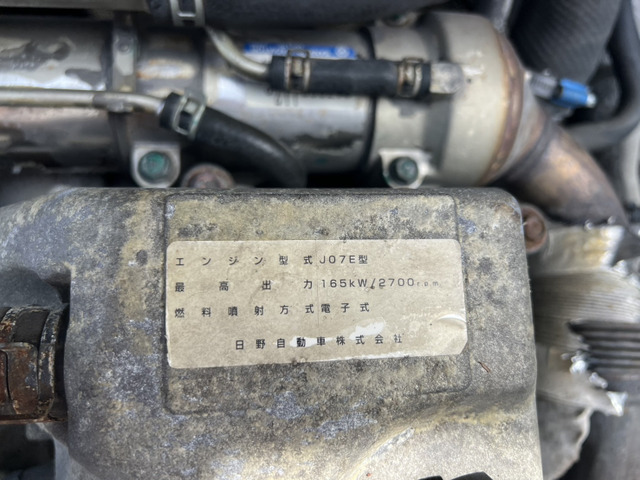 エンジン型式J07E型
最高出力165kW/2700rpm
燃料噴射方式電子式
日野自動車株式会社